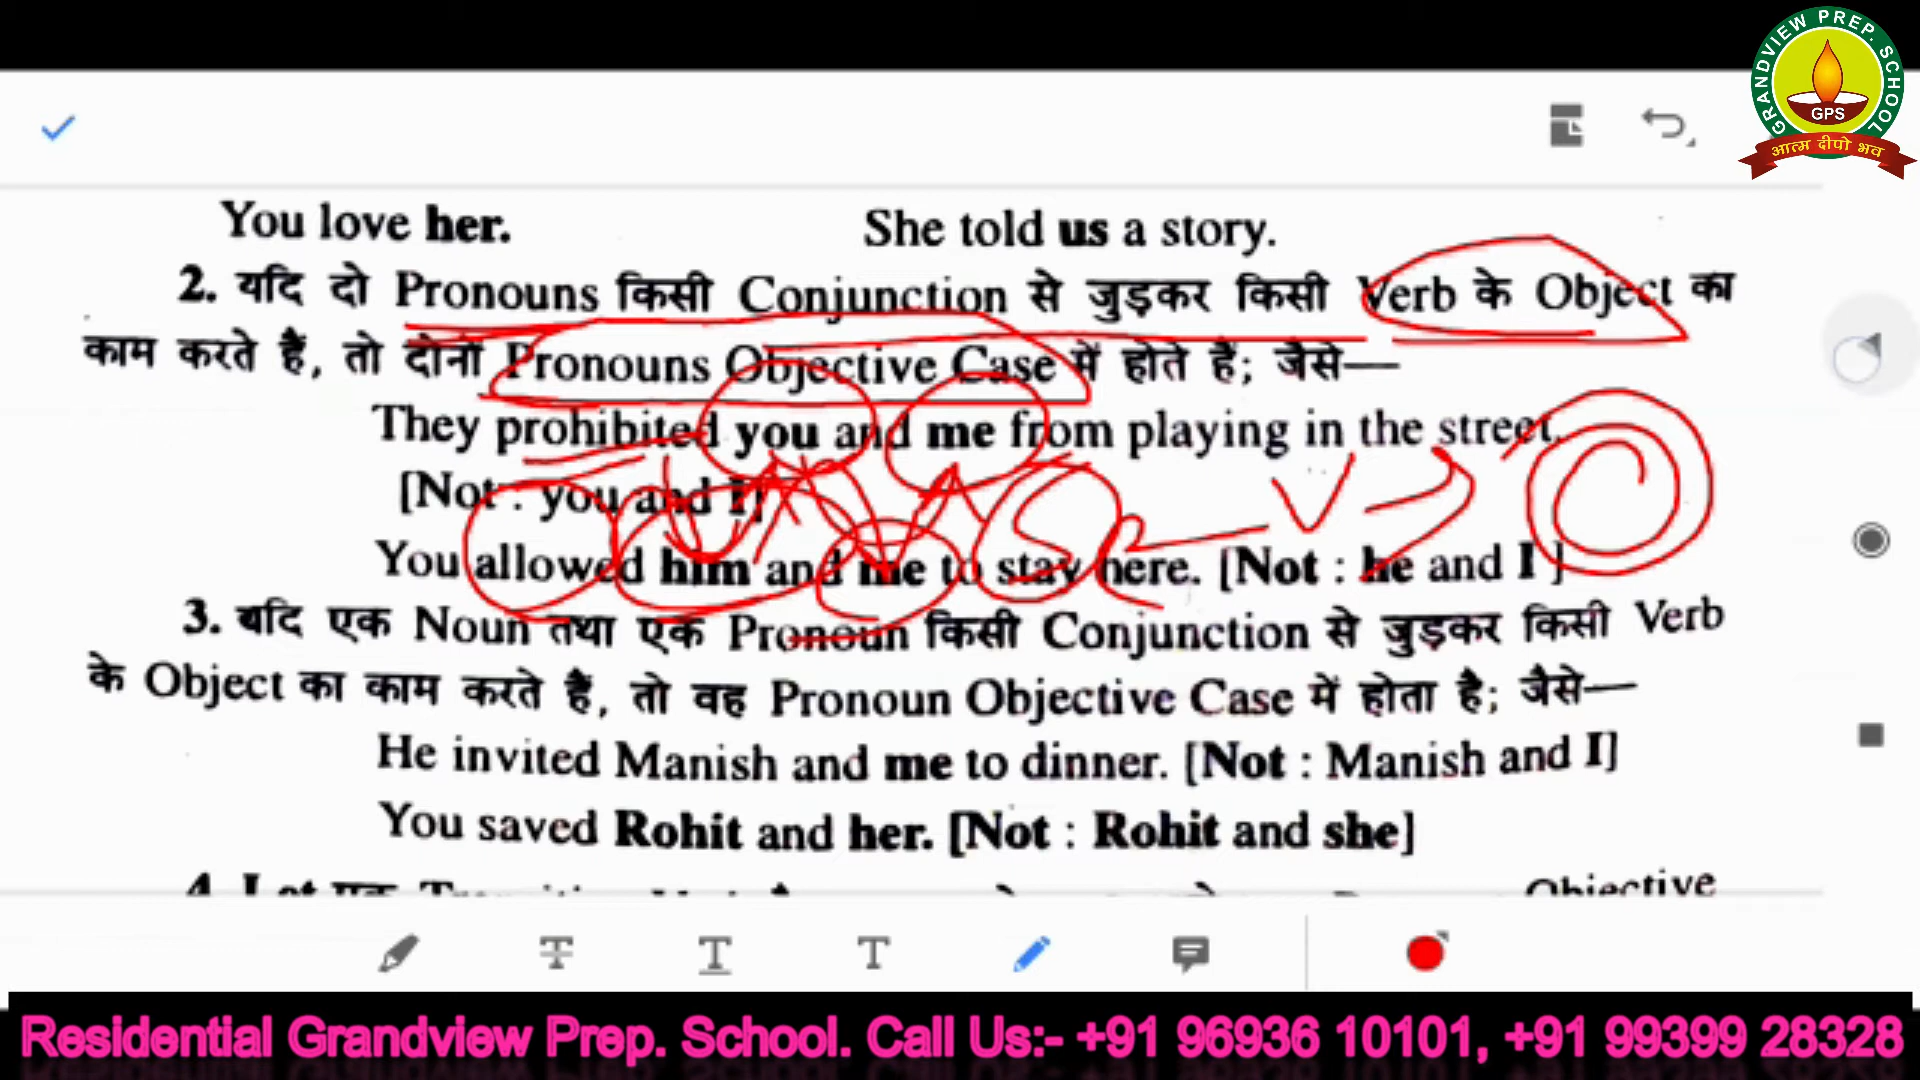 GRANDVIEW PREP. SCHOOL
GPS
आत्म दीपो भव
You love her. She told us a story.
2. यदि दो Pronouns किसी Conjunction से जुड़कर किसी Verb के Object का
काम करते हैं, तो दोनों Pronouns Objective Case में होते हैं; जैसे—
They prohibited you and me from playing in the street.
[Not : you and I]
You allowed him and me to stay here. [Not : he and I ]
3. यदि एक Noun तथा एक Pronoun किसी Conjunction से जुड़कर किसी Verb
के Object का काम करते हैं, तो वह Pronoun Objective Case में होता है; जैसे—
He invited Manish and me to dinner. [Not : Manish and I]
You saved Rohit and her. [Not : Rohit and she]
4. Let एक Objective
Residential Grandview Prep. School. Call Us:- +91 96936 10101, +91 99399 28328